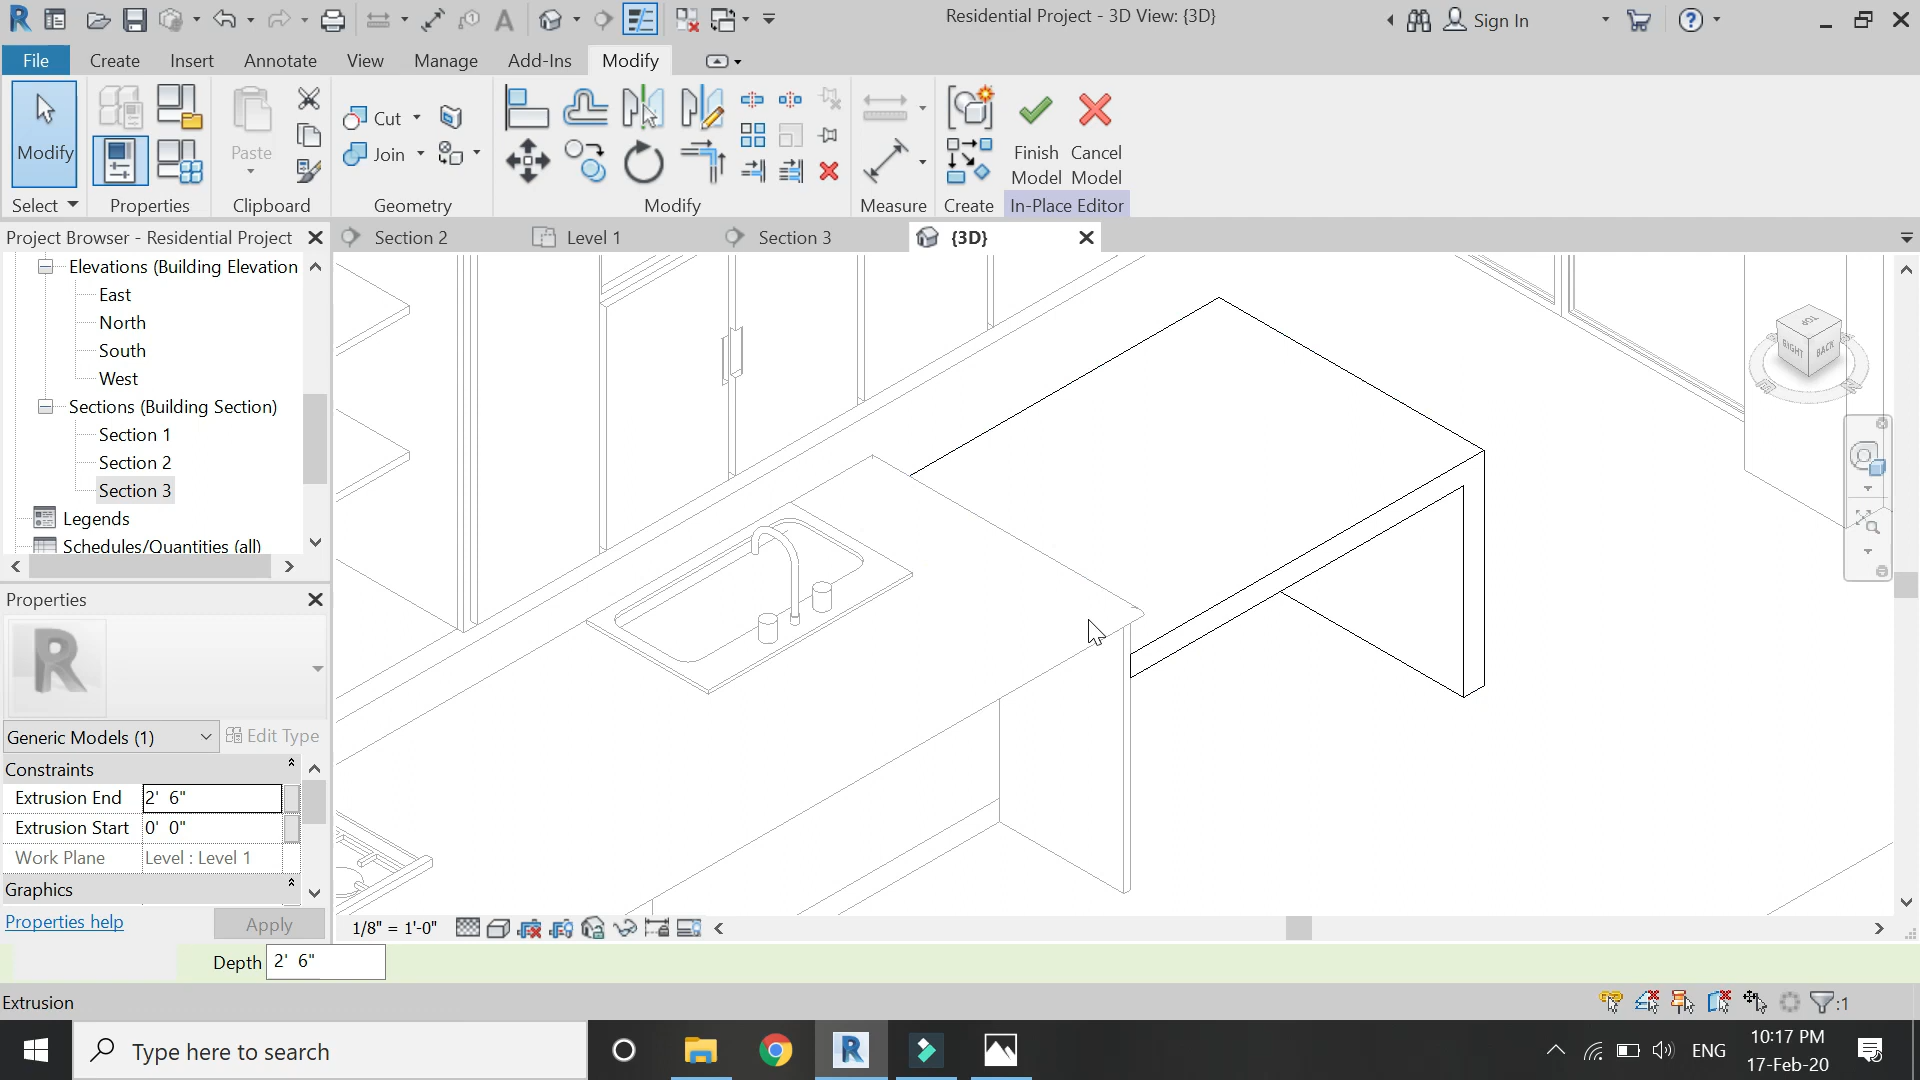 Residential Project - 3D View: {3D}
Sign In
File
Create
Insert
Annotate
View
Manage
Add-Ins
Modify
Modify
Paste
Cut
Join
Finish Model
Cancel Model
Select
Properties
Clipboard
Geometry
Modify
Measure
Create
In-Place Editor
Project Browser - Residential Project
Section 2
Level 1
Section 3
{3D}
Elevations (Building Elevation
East
North
South
West
Sections (Building Section)
Section 1
Section 2
Section 3
Legends
Schedules/Quantities (all)
TOP
RIGHT
BACK
Properties
Generic Models (1)
Edit Type
Constraints
Extrusion End 2' 6"
Extrusion Start 0' 0"
Work Plane Level : Level 1
Graphics
Properties help
Apply
1/8" = 1'-0"
Depth 2' 6"
Extrusion
:1
Type here to search
ENG
10:17 PM
17-Feb-20